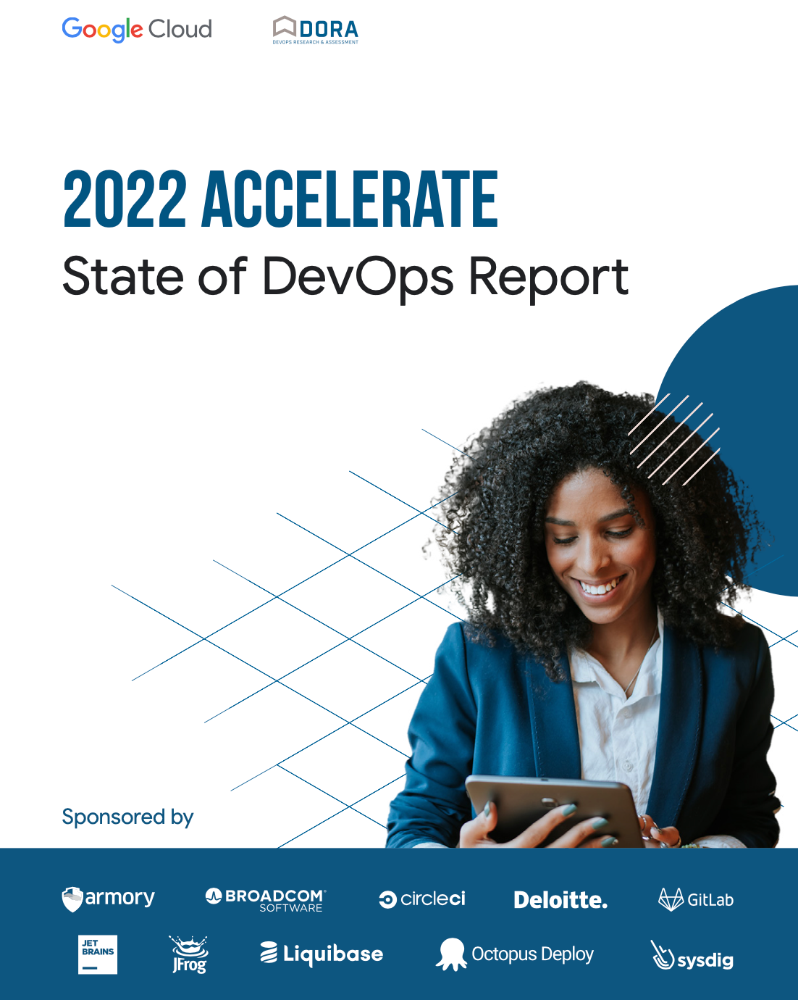 Google Cloud
DORA
DEVOPS RESEARCH & ASSESSMENT
2022 ACCELERATE
State of DevOps Report
Sponsored by
armory
BROADCOM®
SOFTWARE
circleci
Deloitte.
GitLab
JET
BRAINS
JFrog
Liquibase
Octopus Deploy
sysdig